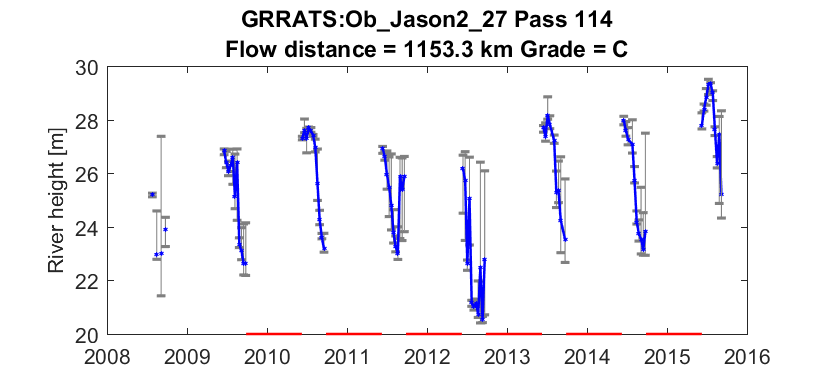 GRRATS:Ob_Jason2_27 Pass 114
Flow distance = 1153.3 km Grade = C
River height [m]
30
28
26
24
22
20
2008 2009 2010 2011 2012 2013 2014 2015 2016